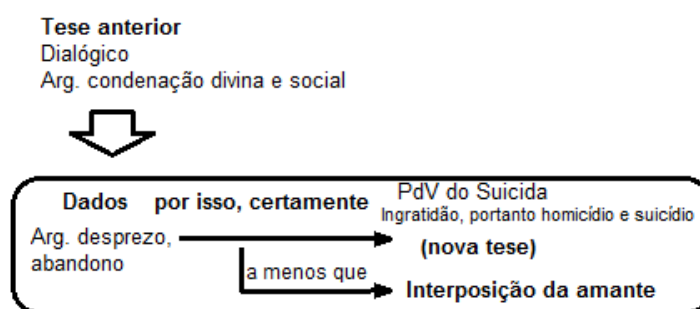 Tese anterior
Dialógico
Arg. condenação divina e social
Dados por isso, certamente PdV do Suicida
Ingratidão, portanto homicídio e suicídio
Arg. desprezo,
abandono
(nova tese)
a menos que
Interposição da amante